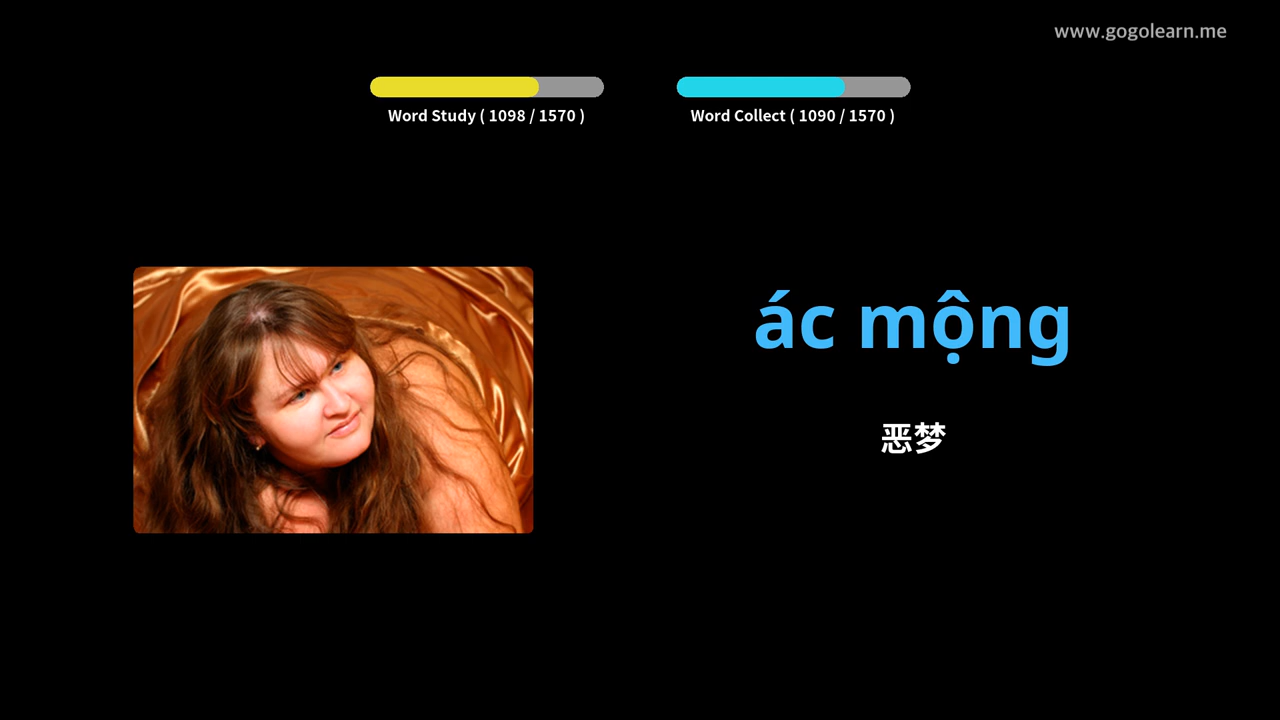 www.gogolearn.me
Word Study ( 1098 / 1570 )
Word Collect ( 1090 / 1570 )
ác mộng
恶梦